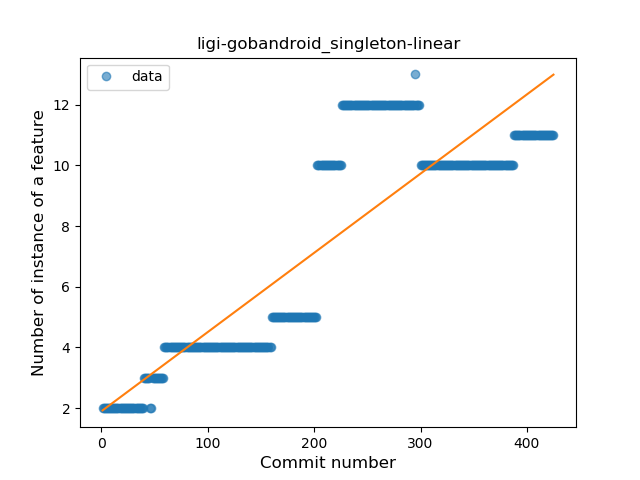 ligi-gobandroid_singleton-linear
data
Number of instance of a feature
12
10
8
6
4
2
0
100
200
300
400
Commit number